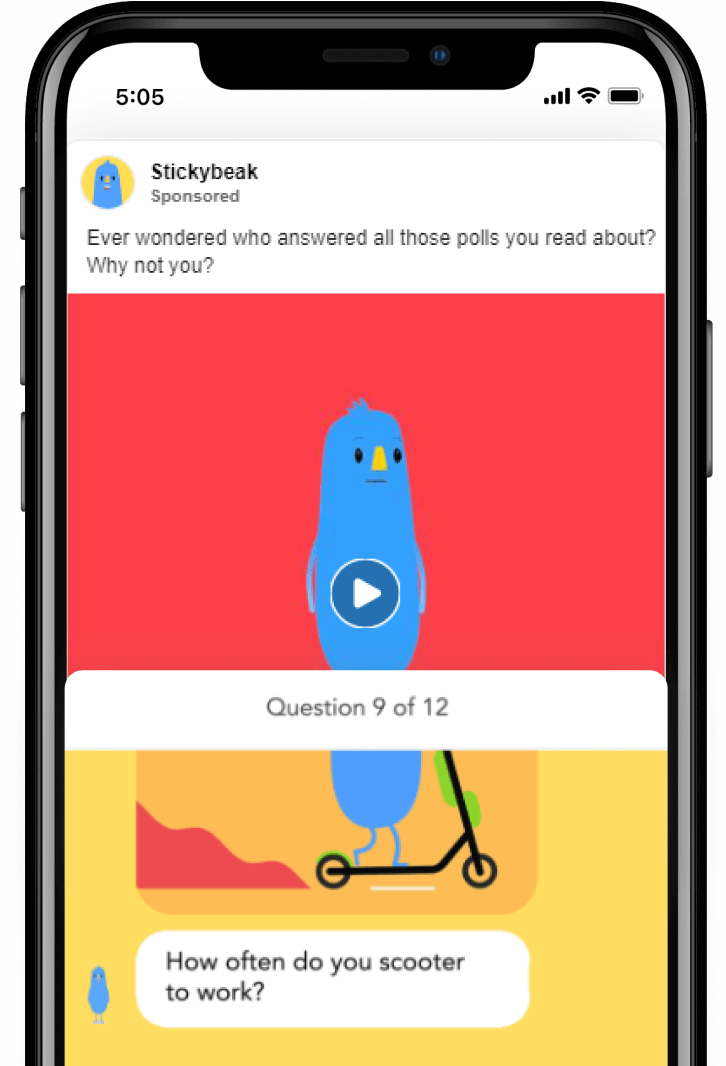 5:05
Stickybeak
Sponsored
Ever wondered who answered all those polls you read about?
Why not you?
Question 9 of 12
How often do you scooter
to work?